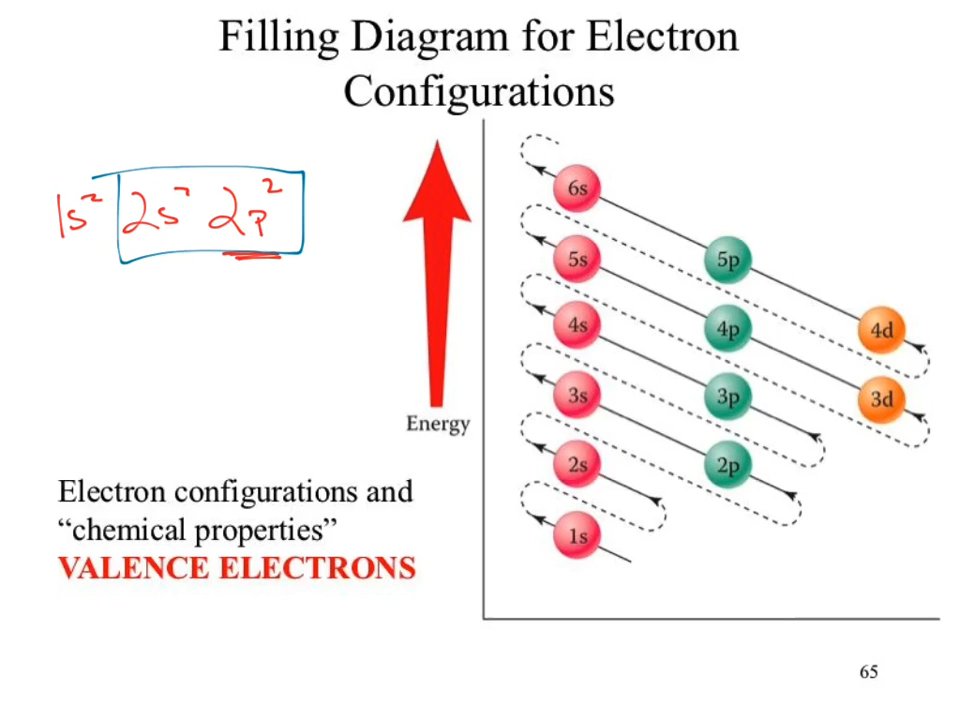 Filling Diagram for Electron
Configurations
1s² 2s² 2p²
6s
5s 5p
4s 4p 4d
3s 3p 3d
Energy
2s 2p
1s
Electron configurations and
“chemical properties”
VALENCE ELECTRONS
65